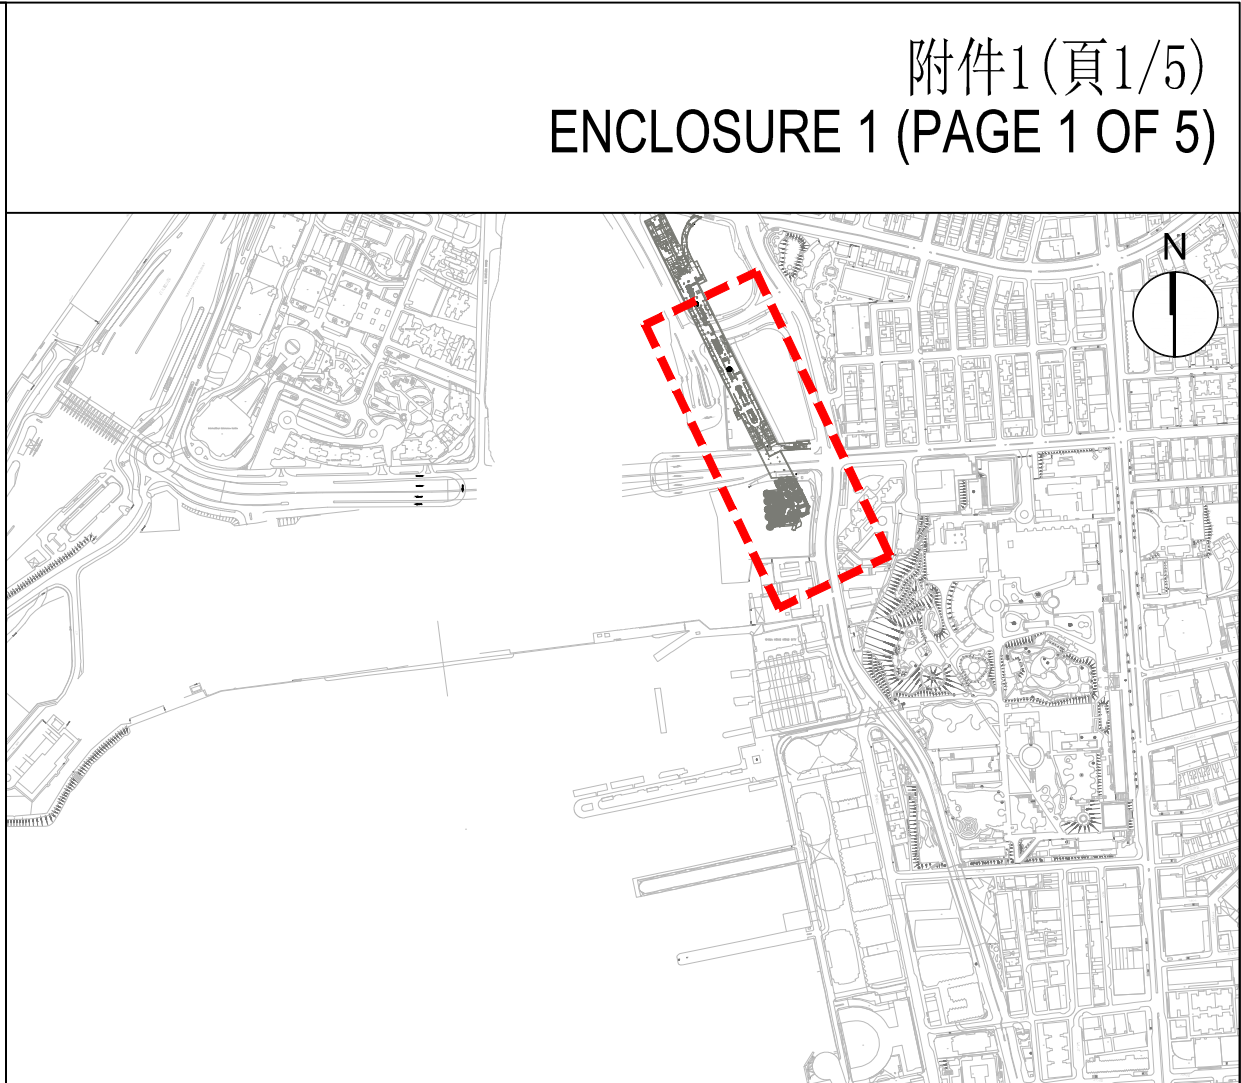 附件1(頁1/5)
ENCLOSURE 1 (PAGE 1 OF 5)
N